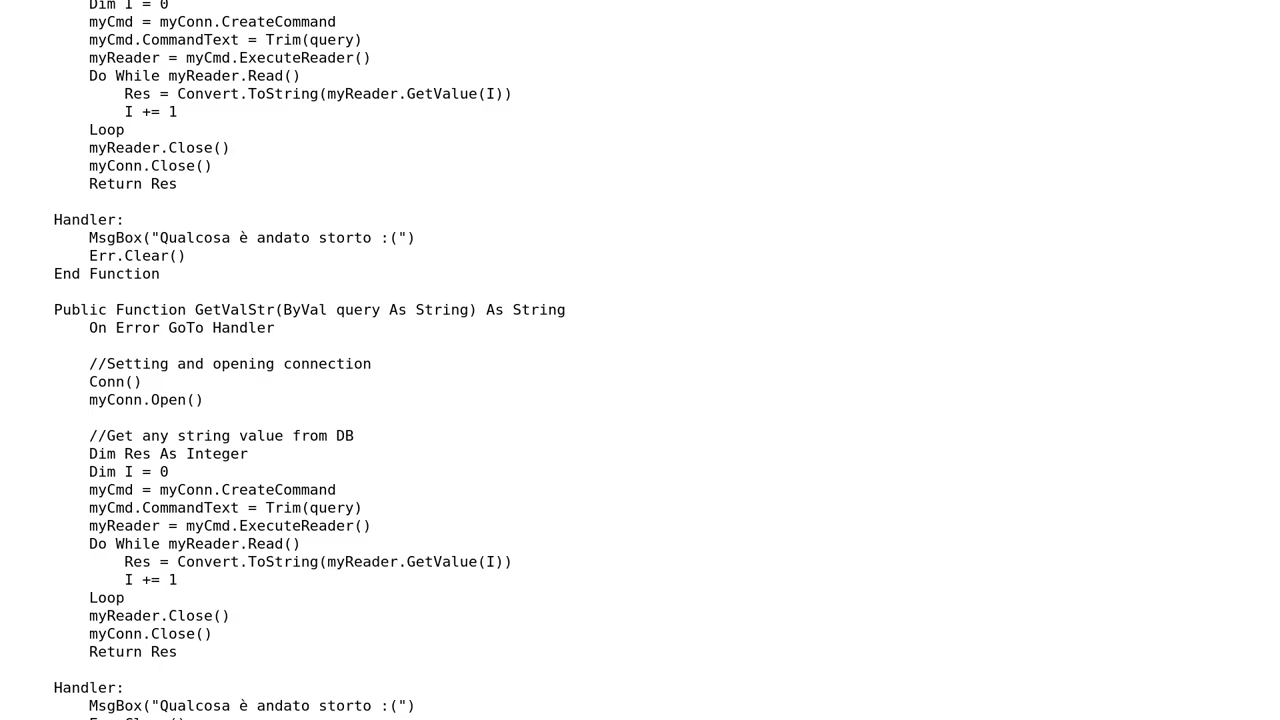 Dim I = 0
myCmd = myConn.CreateCommand
myCmd.CommandText = Trim(query)
myReader = myCmd.ExecuteReader()
Do While myReader.Read()
Res = Convert.ToString(myReader.GetValue(I))
I += 1
Loop
myReader.Close()
myConn.Close()
Return Res
Handler:
MsgBox("Qualcosa è andato storto :(")
Err.Clear()
End Function
Public Function GetValStr(ByVal query As String) As String
On Error GoTo Handler
//Setting and opening connection
Conn()
myConn.Open()
//Get any string value from DB
Dim Res As Integer
Dim I = 0
myCmd = myConn.CreateCommand
myCmd.CommandText = Trim(query)
myReader = myCmd.ExecuteReader()
Do While myReader.Read()
Res = Convert.ToString(myReader.GetValue(I))
I += 1
Loop
myReader.Close()
myConn.Close()
Return Res
Handler:
MsgBox("Qualcosa è andato storto :(")